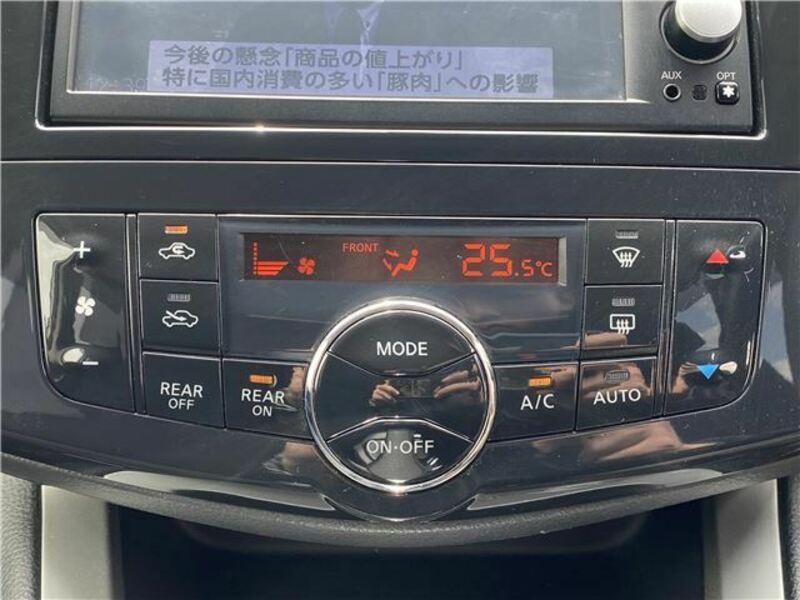 今後の懸念「商品の値上がり」
特に国内消費の多い「豚肉」への影響
AUX OPT
FRONT
25.5℃
MODE
REAR OFF
REAR ON
A/C
AUTO
ON·OFF